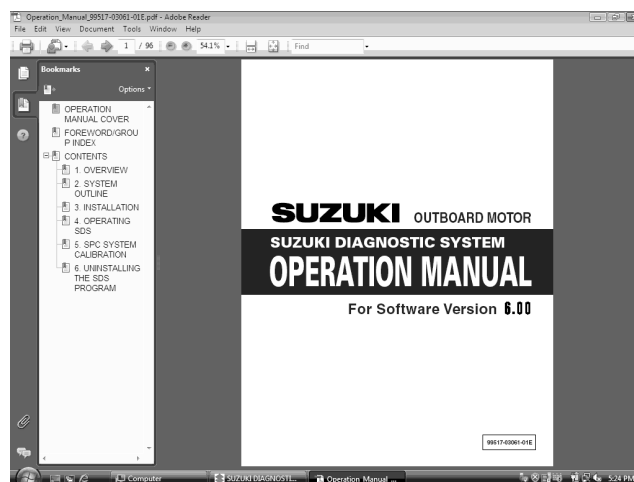 Operation_Manual_99517-03061-01E.pdf - Adobe Reader
File Edit View Document Tools Window Help
1 / 96 54.1% Find
Bookmarks
Options
OPERATION
MANUAL COVER
FOREWORD/GROU
P INDEX
CONTENTS
1. OVERVIEW
2. SYSTEM
OUTLINE
3. INSTALLATION
4. OPERATING
SDS
5. SPC SYSTEM
CALIBRATION
6. UNINSTALLING
THE SDS
PROGRAM
SUZUKI OUTBOARD MOTOR
SUZUKI DIAGNOSTIC SYSTEM
OPERATION MANUAL
For Software Version 6.00
99517-03061-01E
Computer
SUZUKI DIAGNOSTI...
Operation_Manual_...
5:24 PM